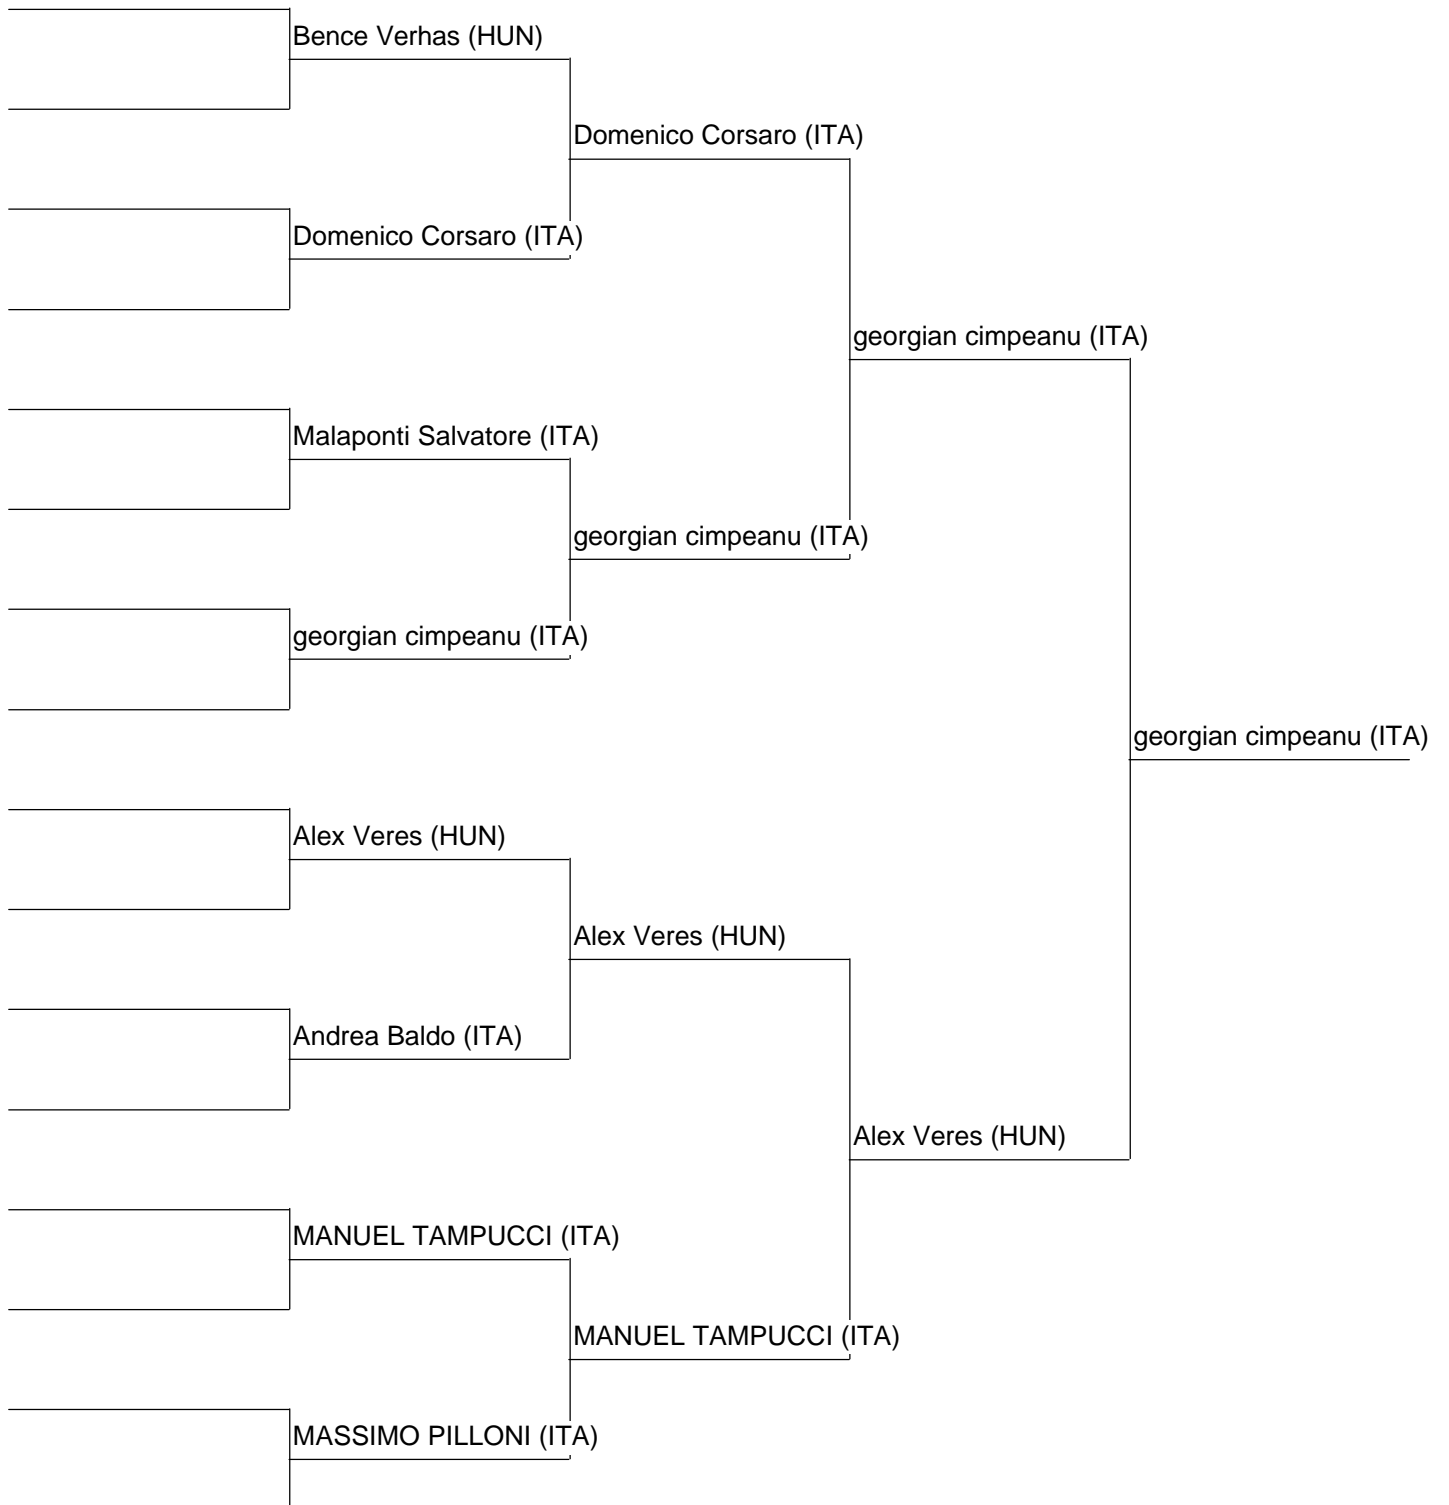 Bence Verhas (HUN)
Domenico Corsaro (ITA)
Domenico Corsaro (ITA)
georgian cimpeanu (ITA)
Malaponti Salvatore (ITA)
georgian cimpeanu (ITA)
georgian cimpeanu (ITA)
georgian cimpeanu (ITA)
Alex Veres (HUN)
Alex Veres (HUN)
Andrea Baldo (ITA)
Alex Veres (HUN)
MANUEL TAMPUCCI (ITA)
MANUEL TAMPUCCI (ITA)
MASSIMO PILLONI (ITA)